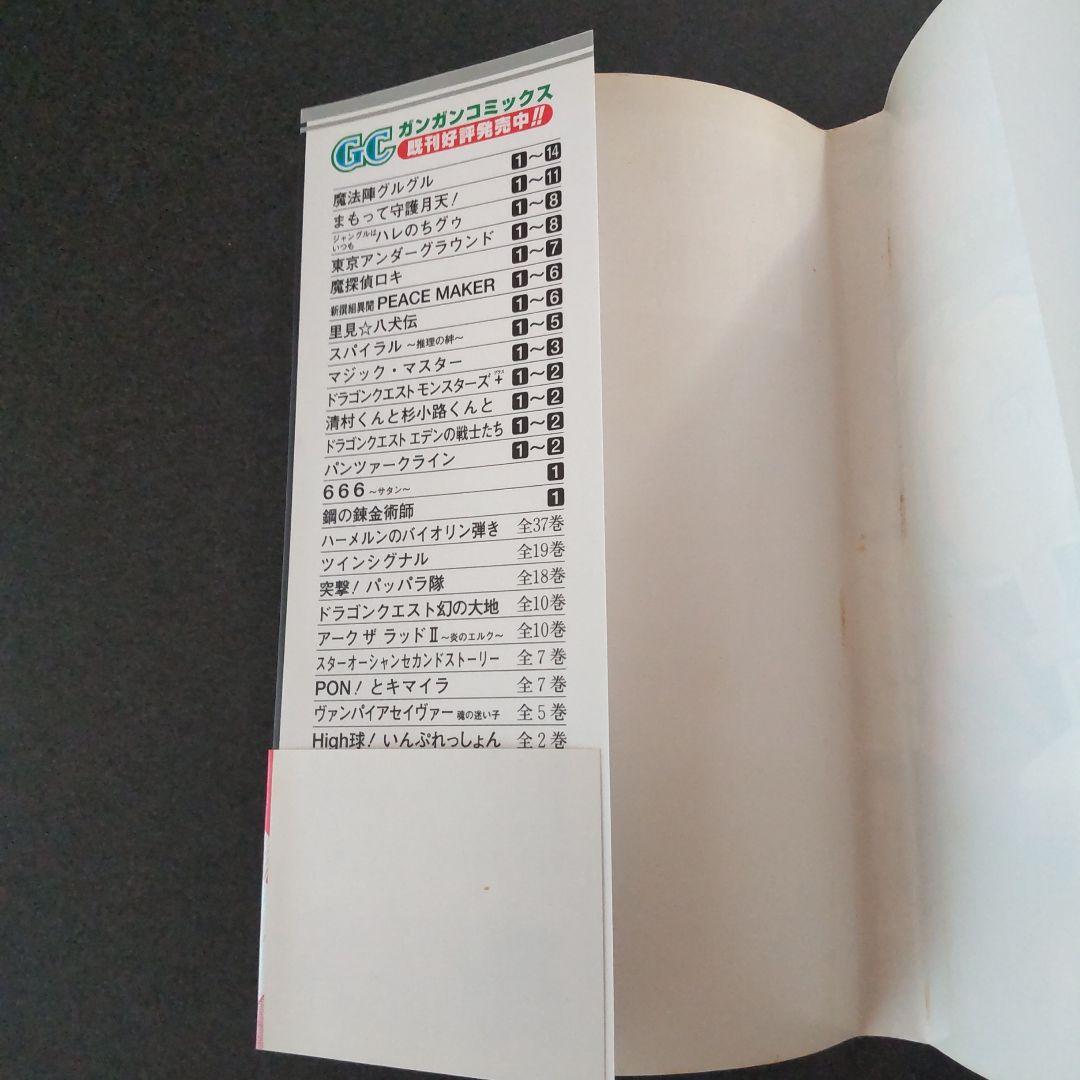 GC ガンガンコミックス
既刊好評発売中!!
魔法陣グルグル 1～14
まもって守護月天! 1～11
ジャングルはいつもハレのちグゥ 1～8
東京アンダーグラウンド 1～8
魔探偵ロキ 1～7
新撰組異聞 PEACE MAKER 1～6
里見☆八犬伝 1～6
スパイラル ～推理の絆～ 1～5
マジック・マスター 1～3
ドラゴンクエストモンスターズ+ プラス 1～2
清村くんと杉小路くんと 1～2
ドラゴンクエスト エデンの戦士たち 1～2
パンツァークライン 1～2
666 ～サタン～ 1
鋼の錬金術師 1
ハーメルンのバイオリン弾き 全37巻
ツインシグナル 全19巻
突撃!パッパラ隊 全18巻
ドラゴンクエスト幻の大地 全10巻
アーク ザ ラッドⅡ ～炎のエルク～ 全10巻
スターオーシャンセカンドストーリー 全7巻
PON!とキマイラ 全7巻
ヴァンパイアセイヴァー 魂の迷い子 全5巻
High球!いんぷれっしょん 全2巻